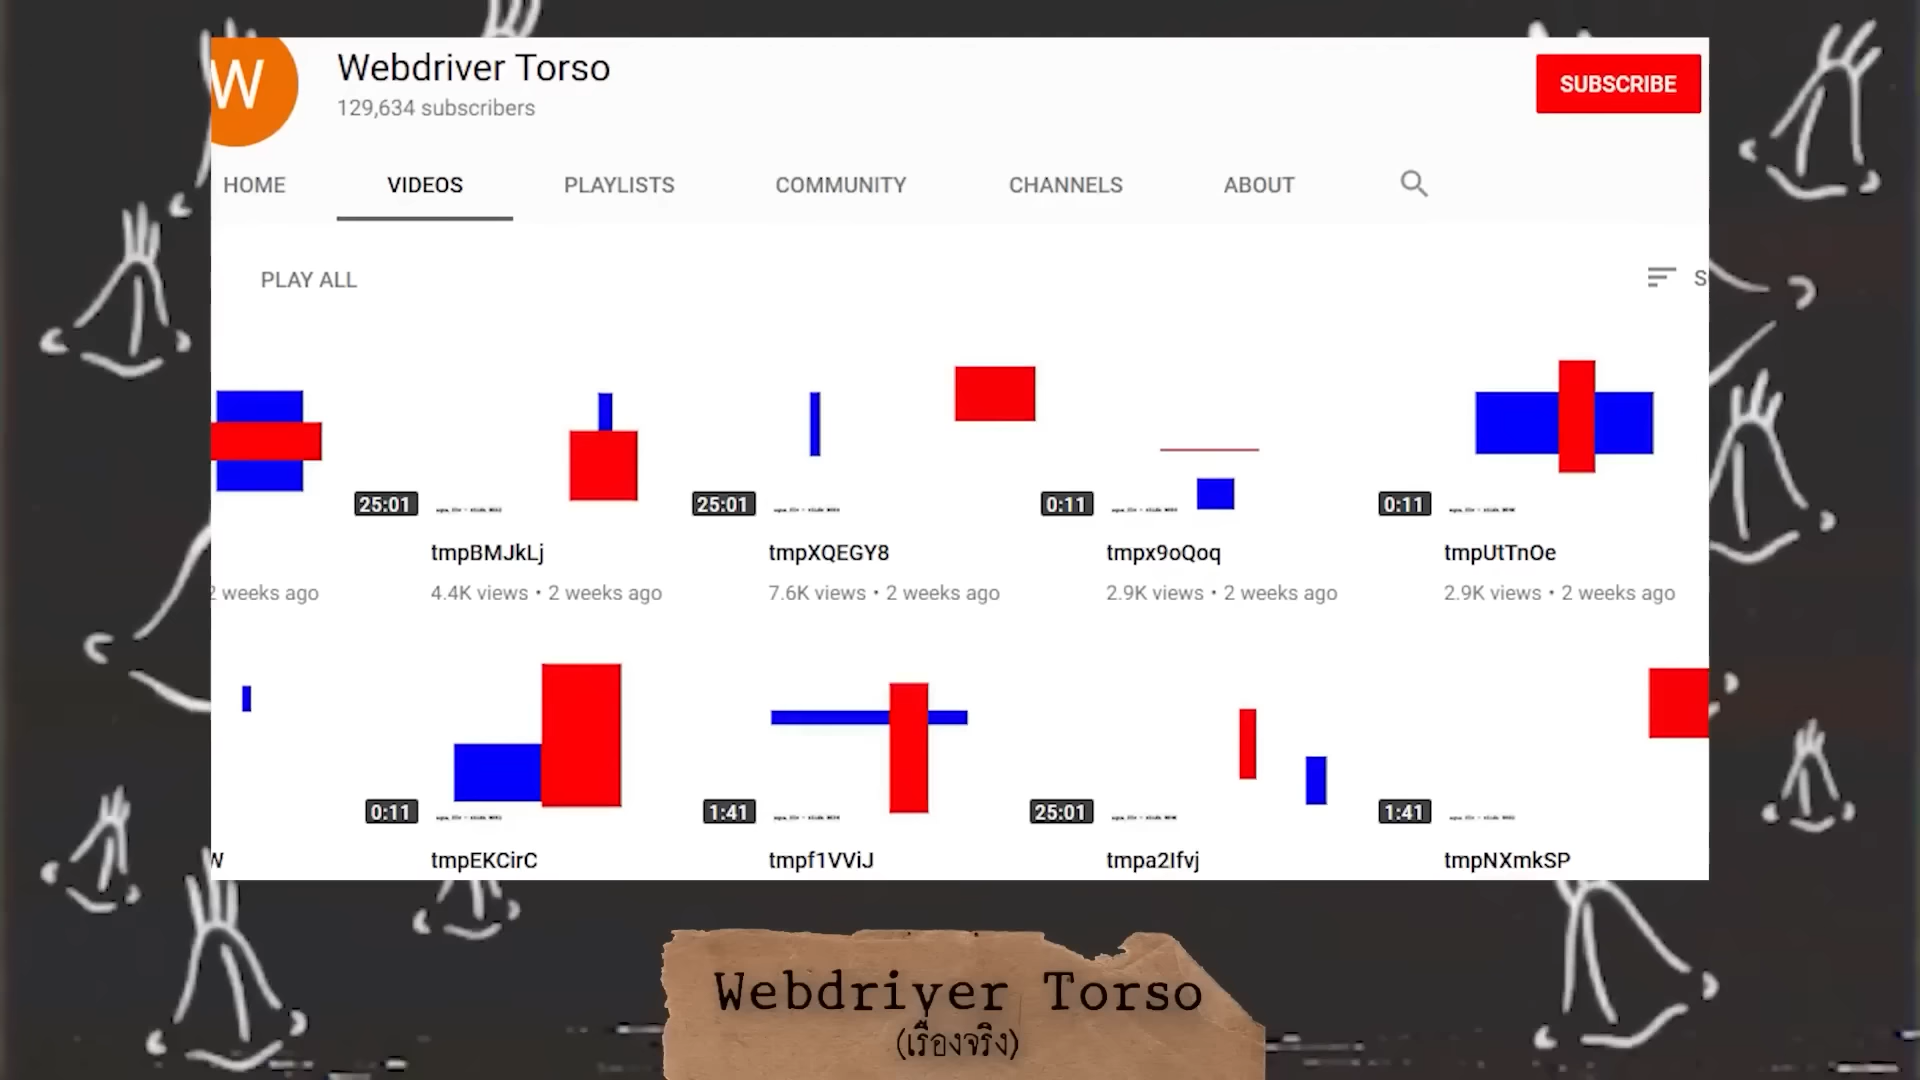 W
Webdriver Torso
129,634 subscribers
SUBSCRIBE
HOME VIDEOS PLAYLISTS COMMUNITY CHANNELS ABOUT
PLAY ALL
S
25:01 25:01 0:11 0:11
tmpBMJkLj tmpXQEGY8 tmpx9oQoq tmpUtTnOe
2 weeks ago 4.4K views • 2 weeks ago 7.6K views • 2 weeks ago 2.9K views • 2 weeks ago 2.9K views • 2 weeks ago
0:11 1:41 25:01 1:41
W tmpEKCirC tmpf1VViJ tmpa2Ifvj tmpNXmkSP
Webdriver Torso
(เรื่องจริง)